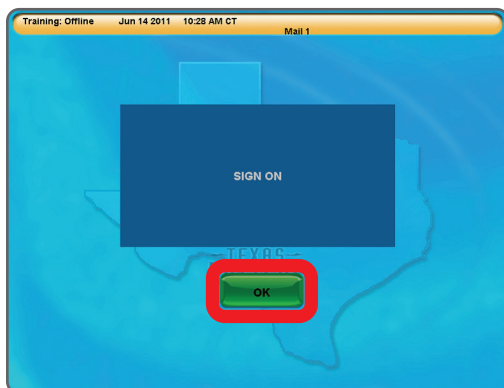 Training: Offline Jun 14 2011 10:28 AM CT
Mail 1
SIGN ON
TEXAS
OK